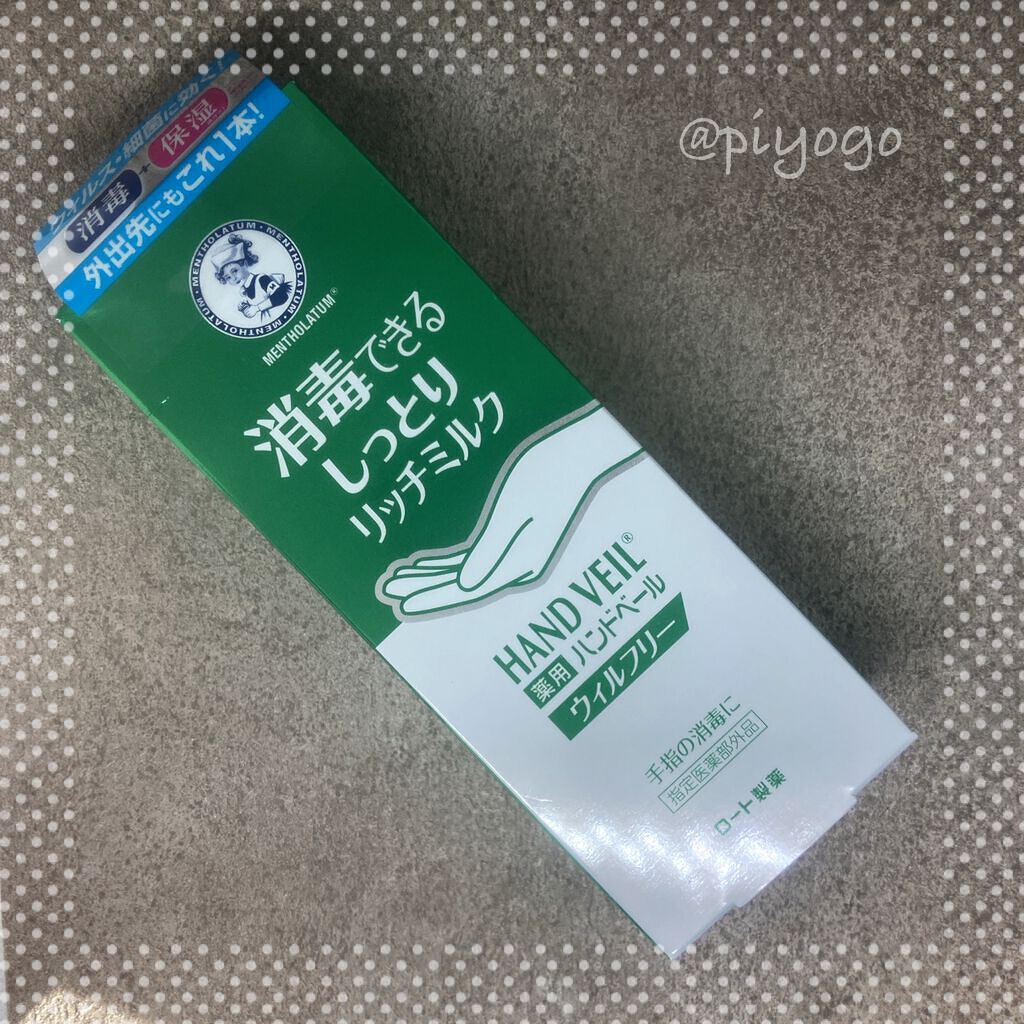 @piyogo
ウイルス・細菌に効く!
消毒+保湿
外出先にもこれ1本!
MENTHOLATUM・MENTHOLATUM・MENTHOLATUM・
MENTHOLATUM®
消毒できる
しっとり
リッチミルク
HAND VEIL®
薬用 ハンドベール
ウィルフリー
手指の消毒に
指定医薬部外品
ロート製薬